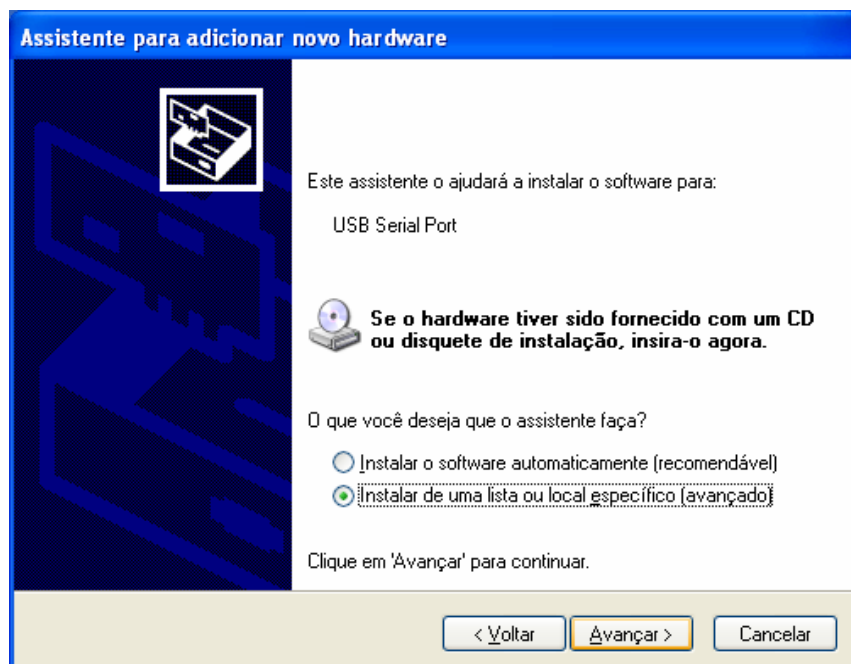 Assistente para adicionar novo hardware
Este assistente o ajudará a instalar o software para:
USB Serial Port
Se o hardware tiver sido fornecido com um CD
ou disquete de instalação, insira-o agora.
O que você deseja que o assistente faça?
Instalar o software automaticamente (recomendável)
Instalar de uma lista ou local específico (avançado)
Clique em 'Avançar' para continuar.
< Voltar
Avançar >
Cancelar